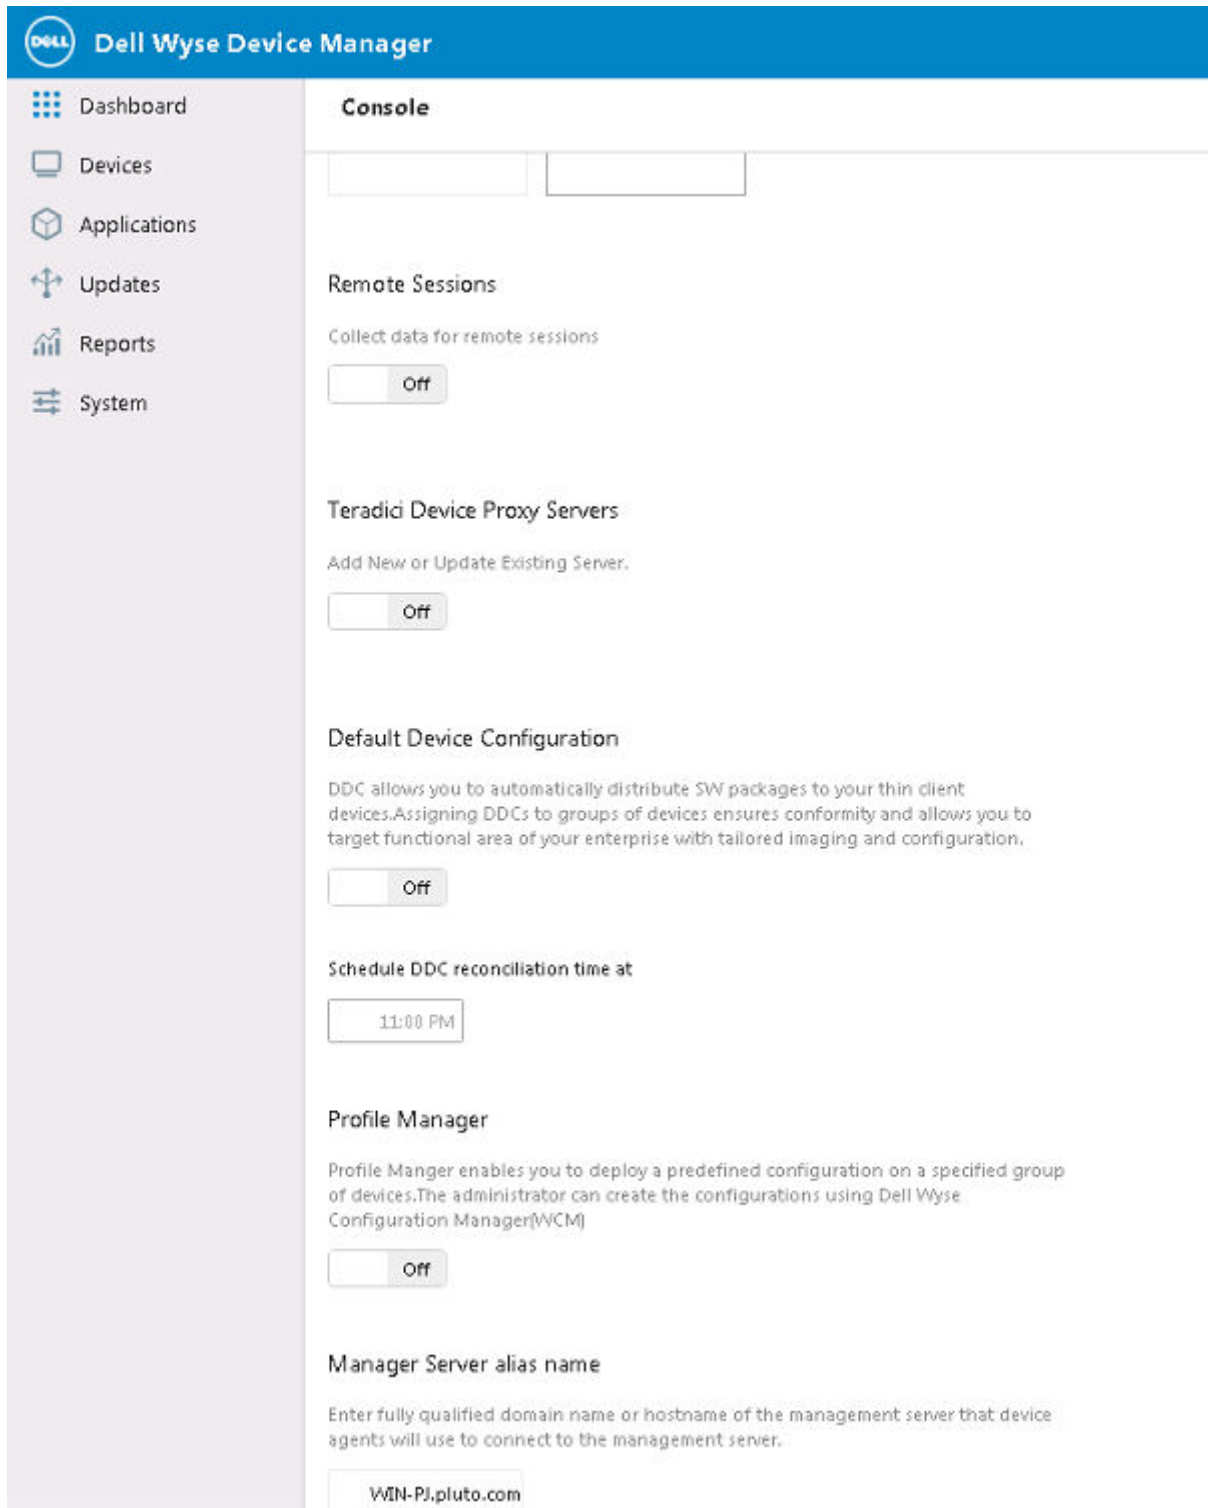 DELL
Dell Wyse Device Manager
Dashboard
Devices
Applications
Updates
Reports
System
Console
Remote Sessions
Collect data for remote sessions
Off
Teradici Device Proxy Servers
Add New or Update Existing Server.
Off
Default Device Configuration
DDC allows you to automatically distribute SW packages to your thin client
devices.Assigning DDCs to groups of devices ensures conformity and allows you to
target functional area of your enterprise with tailored imaging and configuration.
Off
Schedule DDC reconciliation time at
11:00 PM
Profile Manager
Profile Manger enables you to deploy a predefined configuration on a specified group
of devices.The administrator can create the configurations using Dell Wyse
Configuration Manager(WCM)
Off
Manager Server alias name
Enter fully qualified domain name or hostname of the management server that device
agents will use to connect to the management server.
WIN-PJ.pluto.com